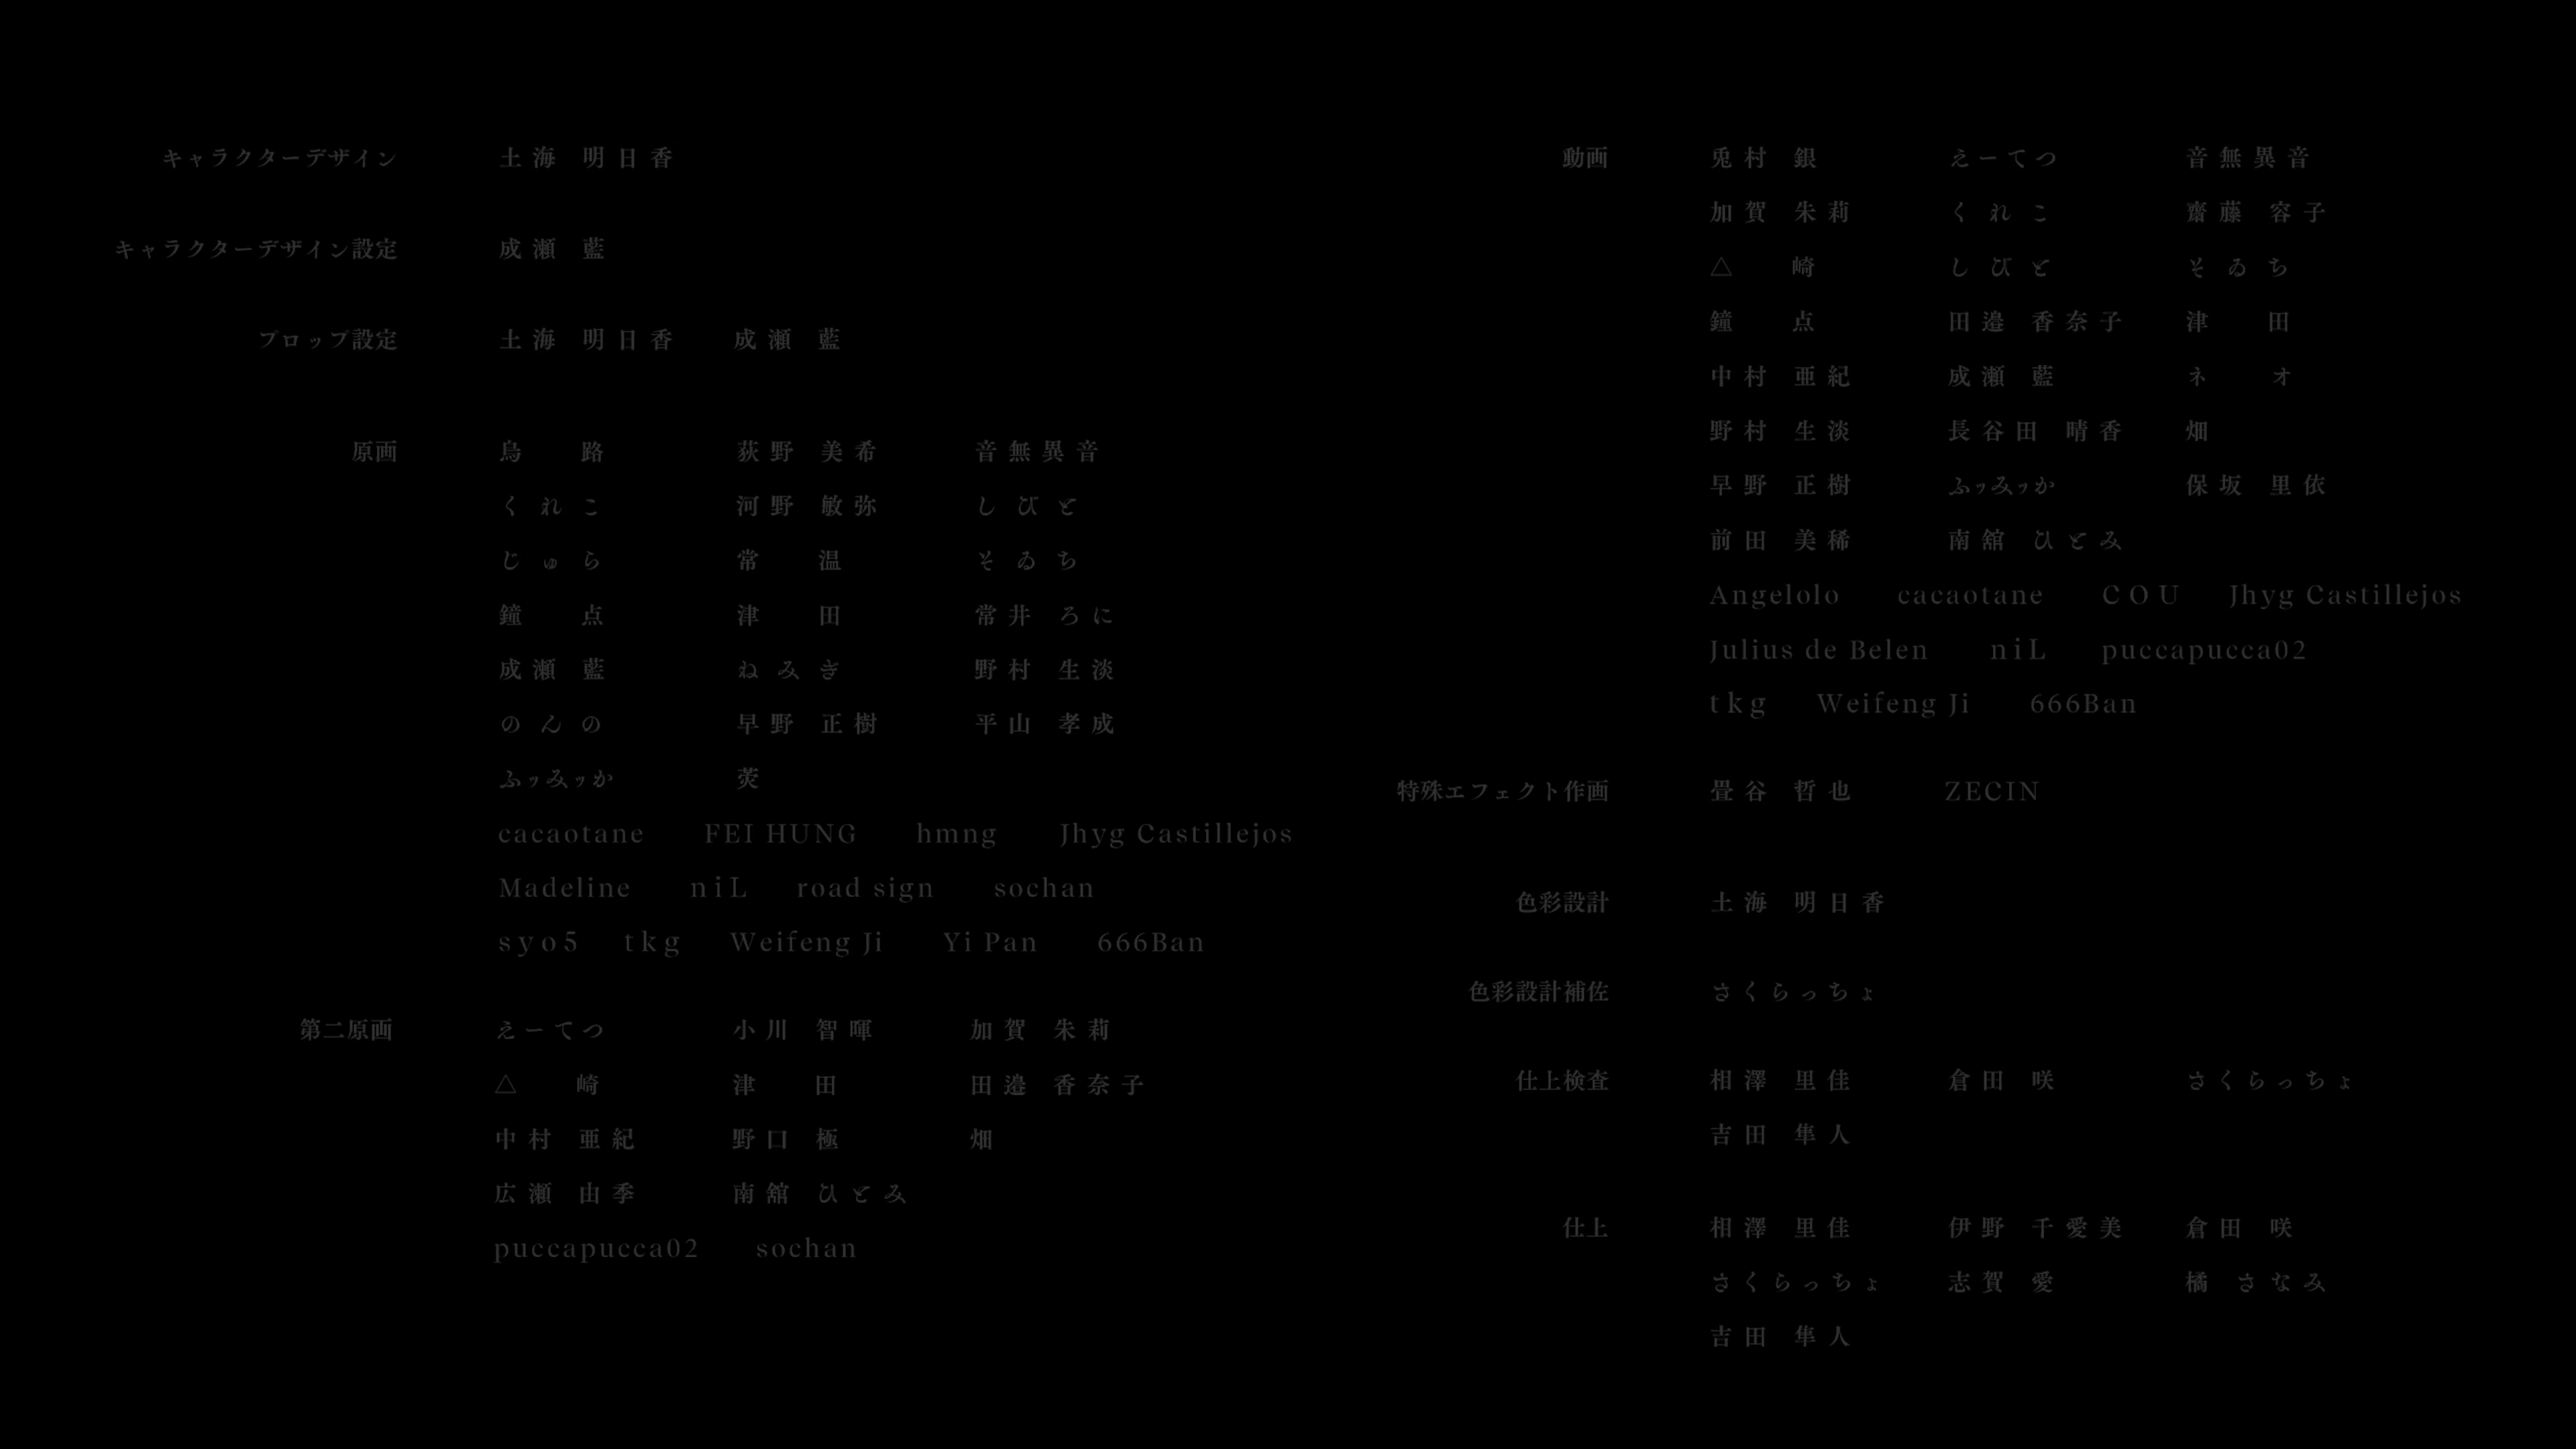 キャラクターデザイン　土海 明日香
キャラクターデザイン設定　成瀬 藍
プロップ設定　土海 明日香　成瀬 藍
原画　烏 路　荻野 美希　音無異音
くれこ　河野 敏弥　しびと
じゅら　常 温　そゐち
鐘 点　津 田　常井 ろに
成瀬 藍　ねみぎ　野村 生淡
のんの　早野 正樹　平山 孝成
ふッみッか　茭
cacaotane　FEI HUNG　hmng　Jhyg Castillejos
Madeline　niL　road sign　sochan
syo5　tkg　Weifeng Ji　Yi Pan　666Ban
第二原画　えーてつ　小川 智暉　加賀 朱莉
△ 崎　津 田　田邉 香奈子
中村 亜紀　野口 極　畑
広瀬 由季　南舘 ひとみ
puccapucca02　sochan
動画　兎村 銀　えーてつ　音無異音
加賀 朱莉　くれこ　齋藤 容子
△ 崎　しびと　そゐち
鐘 点　田邉 香奈子　津 田
中村 亜紀　成瀬 藍　ネオ
野村 生淡　長谷田 晴香　畑
早野 正樹　ふッみッか　保坂 里依
前田 美稀　南舘 ひとみ
Angelolo　cacaotane　COU　Jhyg Castillejos
Julius de Belen　niL　puccapucca02
tkg　Weifeng Ji　666Ban
特殊エフェクト作画　畳谷 哲也　ZECIN
色彩設計　土海 明日香
色彩設計補佐　さくらっちょ
仕上検査　相澤 里佳　倉田 咲　さくらっちょ
吉田 隼人
仕上　相澤 里佳　伊野 千愛美　倉田 咲
さくらっちょ　志賀 愛　橘 さなみ
吉田 隼人